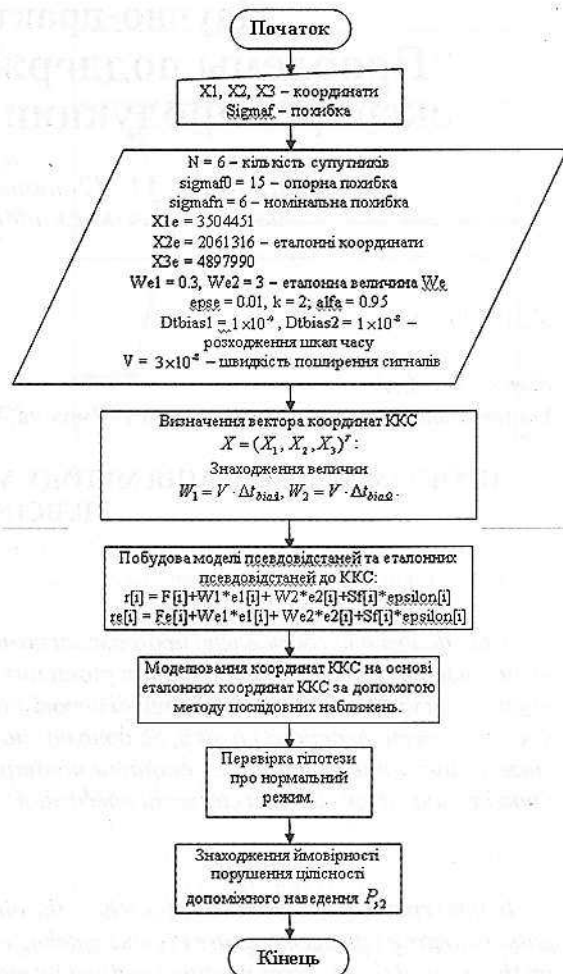 Початок
X1, X2, X3 – координати
Sigmaf – похибка
N = 6 – кількість супутників
sigmaf0 = 15 – опорна похибка
sigmafn = 6 – номінальна похибка
X1e = 3504451
X2e = 2061316 – еталонні координати
X3e = 4897990
We1 = 0.3, We2 = 3 – еталонна величина We
epse = 0.01, k = 2; alfa = 0.95
Dtbias1 = 1×10⁻⁹, Dtbias2 = 1×10⁻⁸ –
розходження шкал часу
V = 3×10⁻⁸ – швидкість поширення сигналів
Визначення вектора координат ККС
X = (X₁, X₂, X₃)ᵀ:
Знаходження величин
W₁ = V · Δt_bias1, W₂ = V · Δt_bias2.
Побудова моделі псевдовідстаней та еталонних
псевдовідстаней до ККС:
r[i] = F[i]+W1*e1[i]+ W2*e2[i]+Sf[i]*epsilon[i]
re[i] = Fe[i]+We1*e1[i]+ We2*e2[i]+Sf[i]*epsilon[i]
Моделювання координат ККС на основі
еталонних координат ККС за допомогою
методу послідовних наближень.
Перевірка гіпотези
про нормальний
режим.
Знаходження ймовірності
порушення цілісності
допоміжного наведення P_s2
Кінець